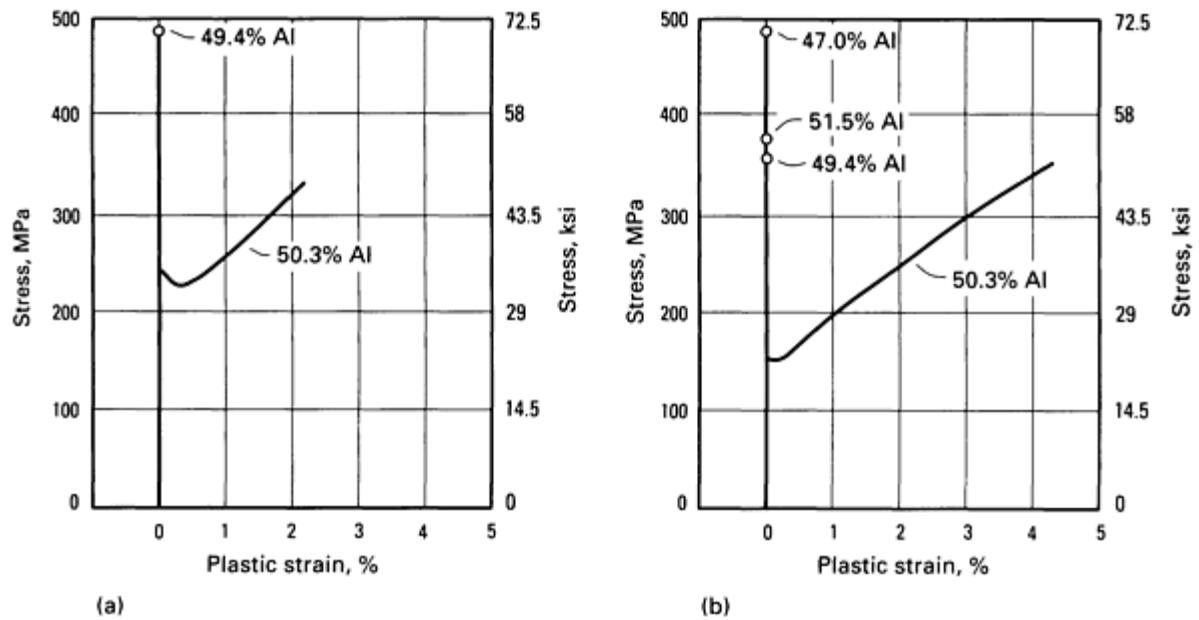 500
400
300
200
100
0
Stress, MPa
49.4% Al
50.3% Al
72.5
58
43.5
29
14.5
0
Stress, ksi
0 1 2 3 4 5
Plastic strain, %
(a)
500
400
300
200
100
0
Stress, MPa
47.0% Al
51.5% Al
49.4% Al
50.3% Al
72.5
58
43.5
29
14.5
0
Stress, ksi
0 1 2 3 4 5
Plastic strain, %
(b)